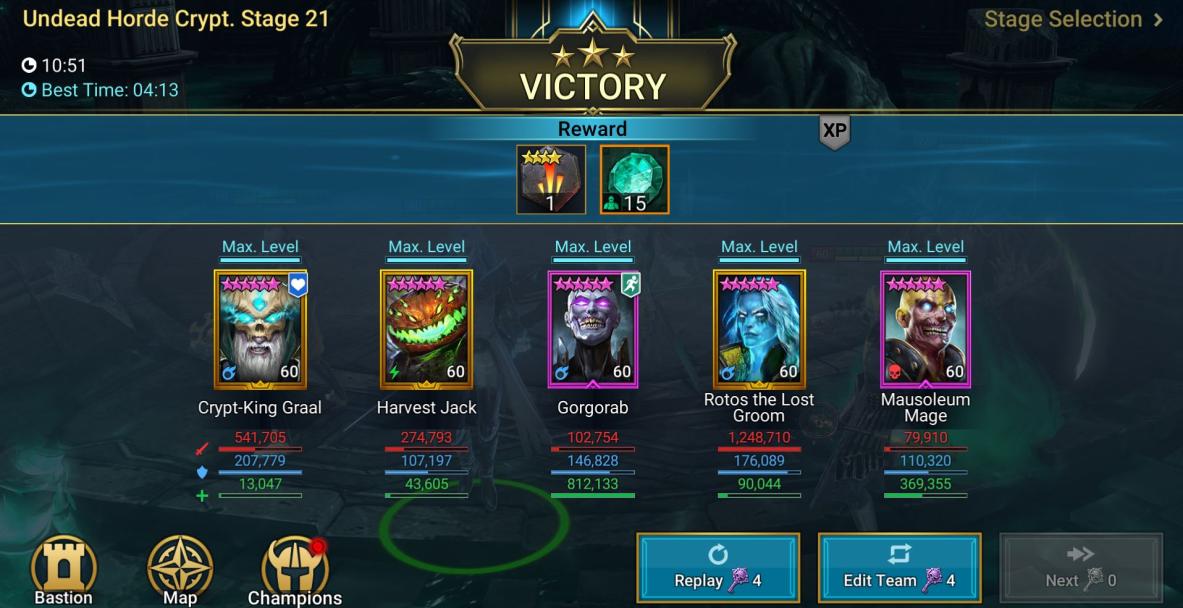 Undead Horde Crypt. Stage 21
Stage Selection
10:51
Best Time: 04:13
VICTORY
Reward
XP
1
15
Max. Level
Max. Level
Max. Level
Max. Level
Max. Level
60
60
60
60
60
Crypt-King Graal
Harvest Jack
Gorgorab
Rotos the Lost
Groom
Mausoleum
Mage
541,705
274,793
102,754
1,248,710
79,910
207,779
107,197
146,828
176,089
110,320
13,047
43,605
812,133
90,044
369,355
Replay 4
Edit Team 4
Next 0
Bastion
Map
Champions